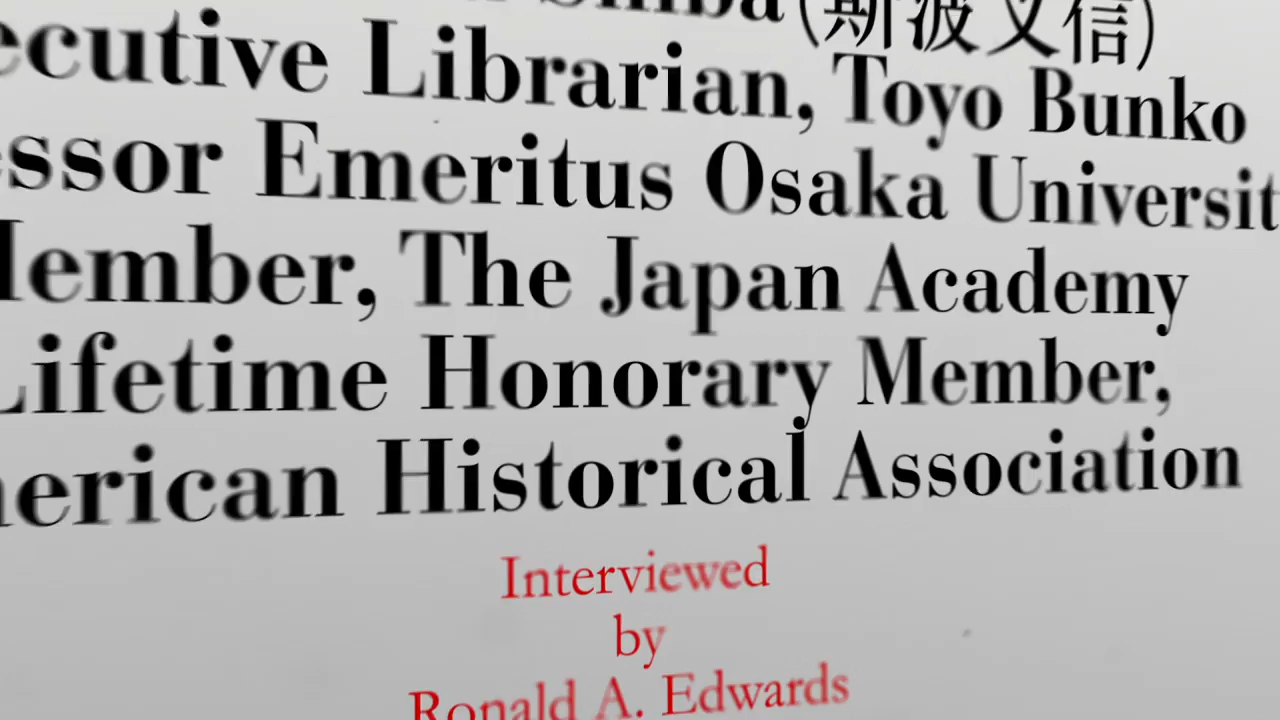 Shiba (斯波义信)
ecutive Librarian, Toyo Bunko
essor Emeritus Osaka Universit
ember, The Japan Academy
Lifetime Honorary Member,
erican Historical Association
Interviewed
by
Ronald A. Edwards